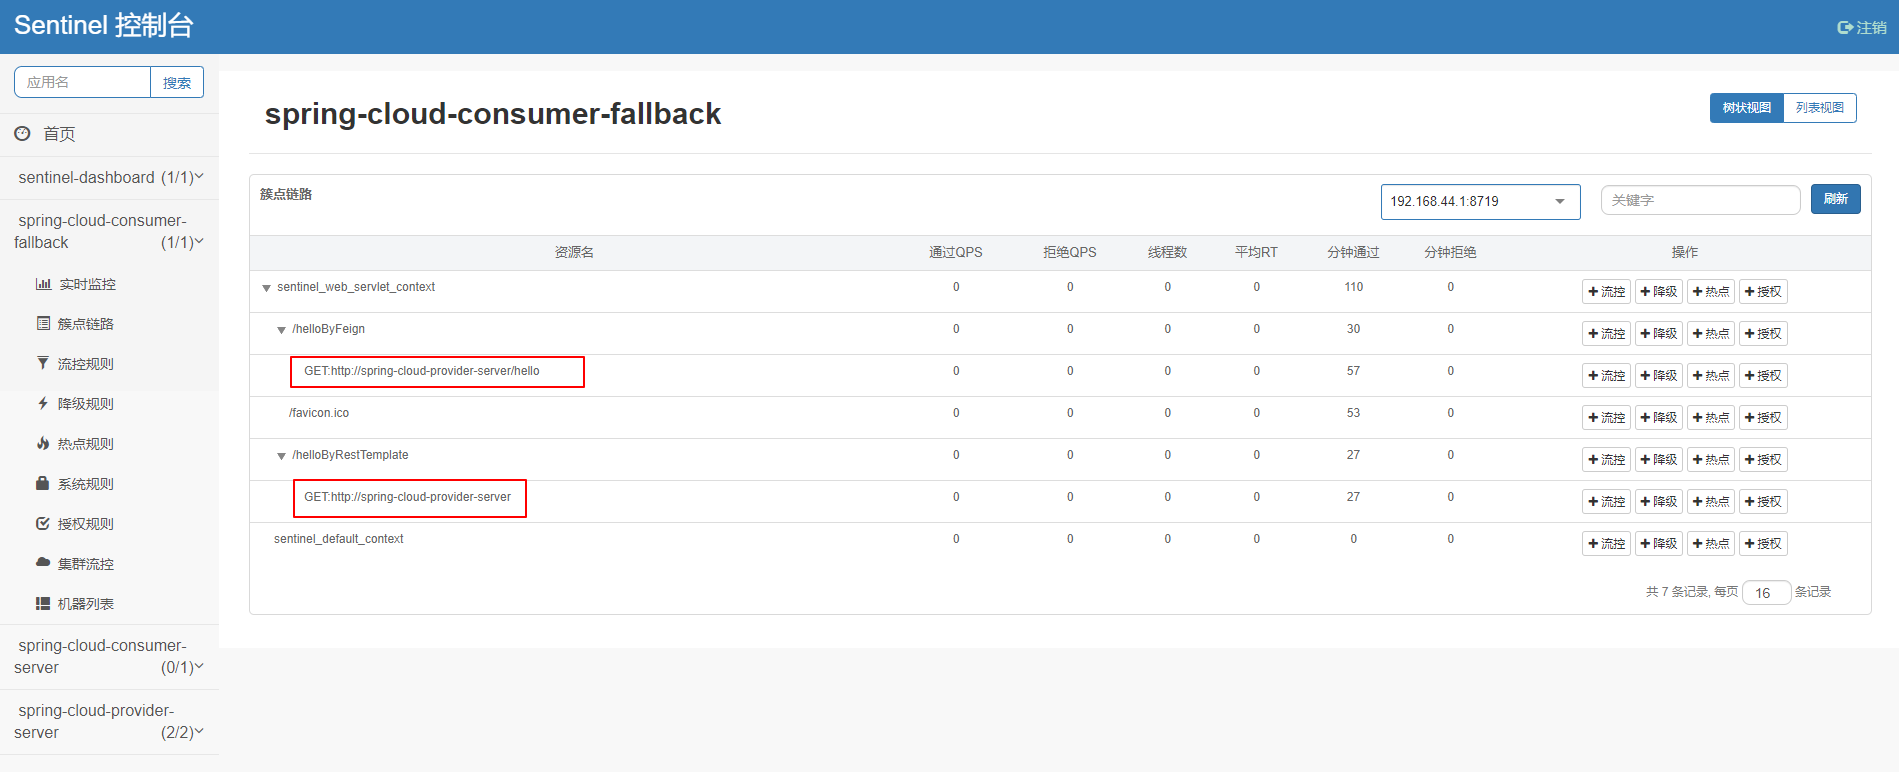 Sentinel 控制台
注销
应用名 搜索
首页
sentinel-dashboard (1/1)
spring-cloud-consumer-
fallback (1/1)
实时监控
簇点链路
流控规则
降级规则
热点规则
系统规则
授权规则
集群流控
机器列表
spring-cloud-consumer-
server (0/1)
spring-cloud-provider-
server (2/2)
spring-cloud-consumer-fallback
树状视图 列表视图
簇点链路 192.168.44.1:8719 关键字 刷新
资源名 通过QPS 拒绝QPS 线程数 平均RT 分钟通过 分钟拒绝 操作
sentinel_web_servlet_context 0 0 0 0 110 0 流控 降级 热点 授权
/helloByFeign 0 0 0 0 30 0 流控 降级 热点 授权
GET:http://spring-cloud-provider-server/hello 0 0 0 0 57 0 流控 降级 热点 授权
/favicon.ico 0 0 0 0 53 0 流控 降级 热点 授权
/helloByRestTemplate 0 0 0 0 27 0 流控 降级 热点 授权
GET:http://spring-cloud-provider-server 0 0 0 0 27 0 流控 降级 热点 授权
sentinel_default_context 0 0 0 0 0 0 流控 降级 热点 授权
共 7 条记录, 每页 16 条记录